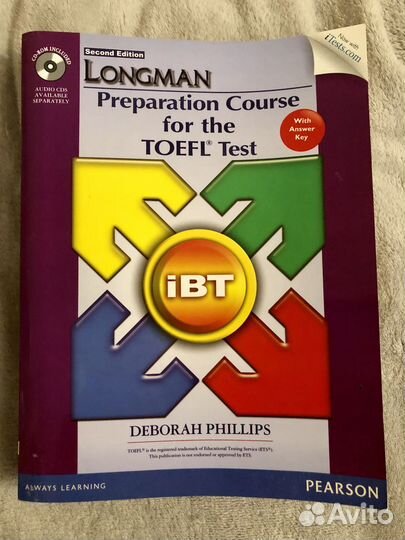 Second Edition
Now with
iTests.com
CD-ROM INCLUDED
AUDIO CDS
AVAILABLE
SEPARATELY
LONGMAN
Preparation Course
for the
TOEFL® Test
With
Answer
Key
iBT
DEBORAH PHILLIPS
TOEFL® is the registered trademark of Educational Testing Service (ETS®).
This publication is not endorsed or approved by ETS.
ALWAYS LEARNING
PEARSON
Avito